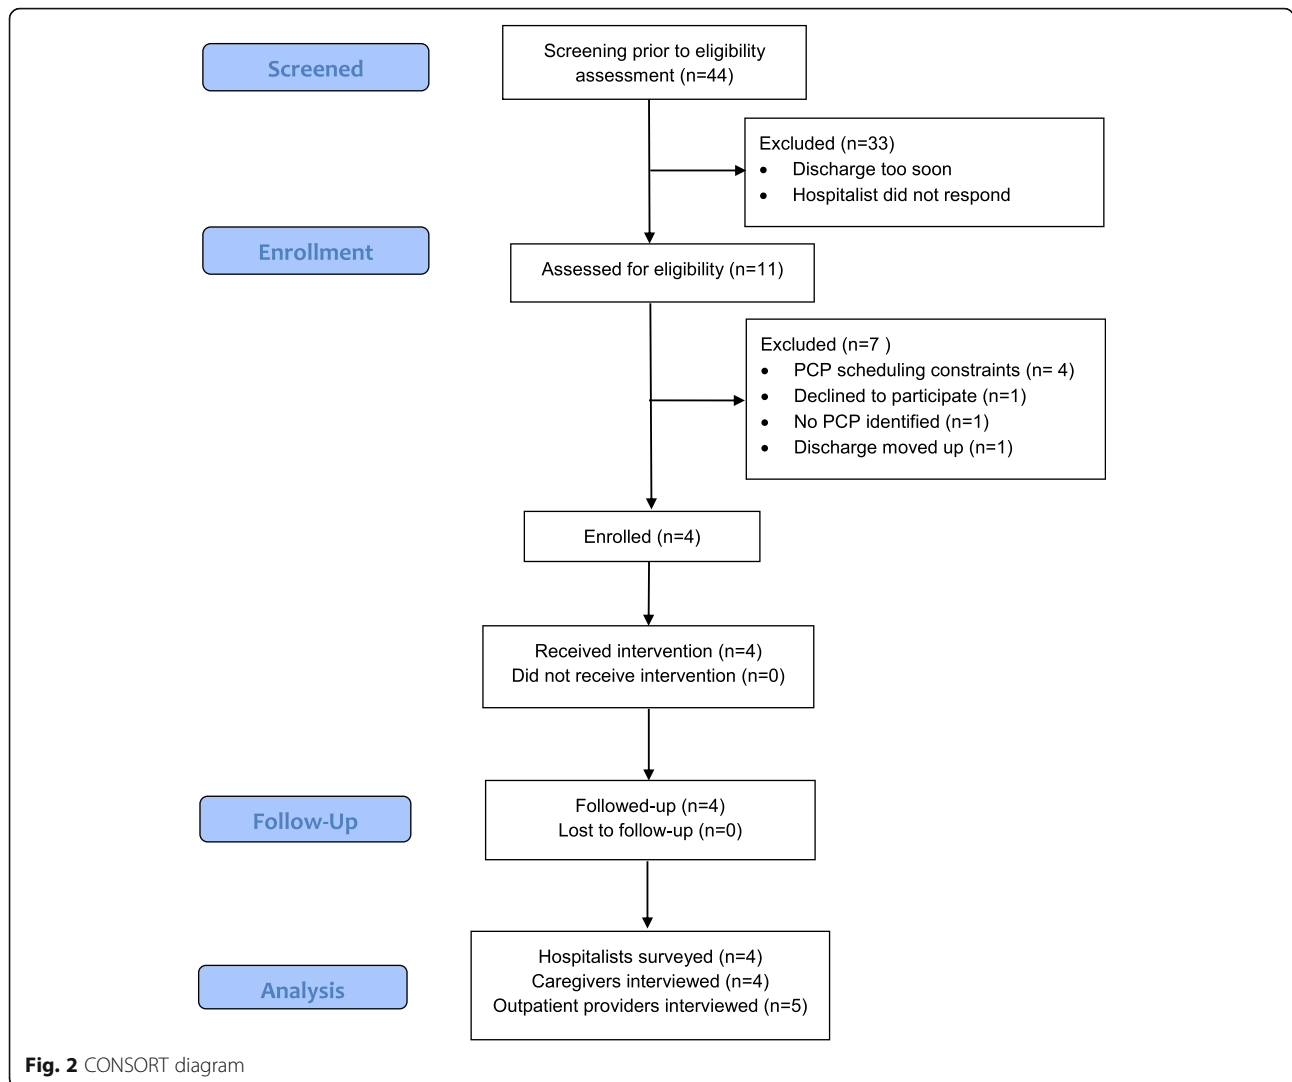 Screened
Screening prior to eligibility
assessment (n=44)
Excluded (n=33)
• Discharge too soon
• Hospitalist did not respond
Enrollment
Assessed for eligibility (n=11)
Excluded (n=7 )
• PCP scheduling constraints (n= 4)
• Declined to participate (n=1)
• No PCP identified (n=1)
• Discharge moved up (n=1)
Enrolled (n=4)
Received intervention (n=4)
Did not receive intervention (n=0)
Follow-Up
Followed-up (n=4)
Lost to follow-up (n=0)
Analysis
Hospitalists surveyed (n=4)
Caregivers interviewed (n=4)
Outpatient providers interviewed (n=5)
Fig. 2 CONSORT diagram